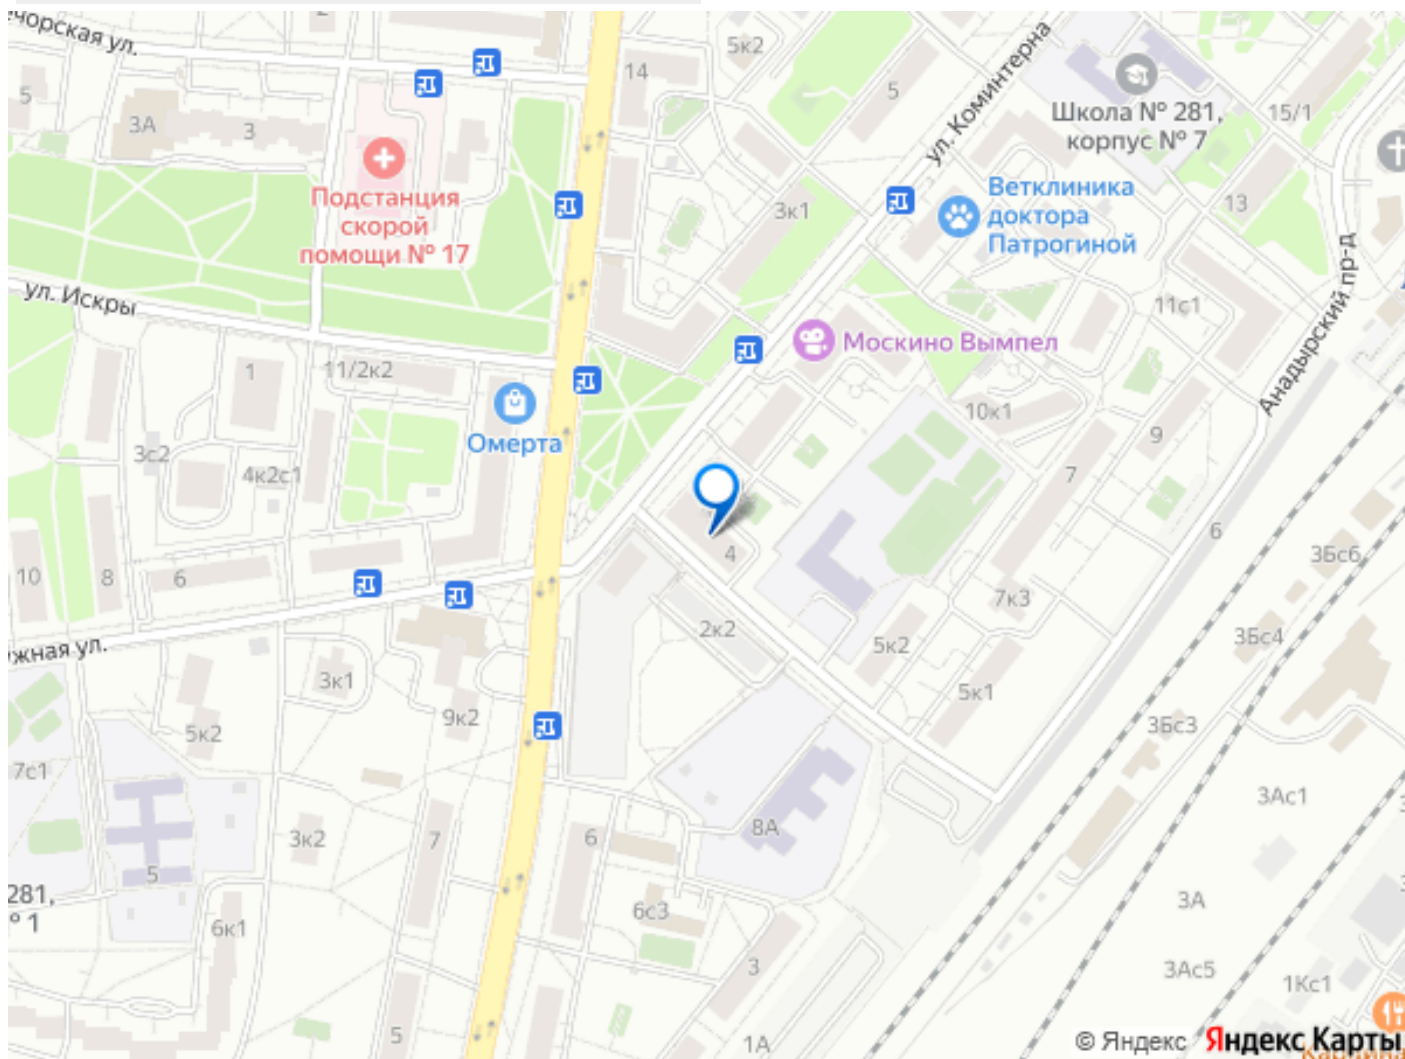 чорская ул.
2
5к2
14
5
ул. Коминтерна
Школа № 281,
корпус № 7
15/1
5
3А
3
Подстанция
скорой
помощи № 17
3к1
Ветклиника
доктора
Патрогиной
13
Анадырский пр-д
ул. Искры
11с1
1
11/2к2
Москино Вымпел
Омерта
10к1
9
3с2
4к2с1
7
4
6
3Бс6
10
8
6
7к3
2к2
3Бс4
ужная ул.
5к2
3к1
5к1
9к2
3Бс3
5к2
7с1
3Ас1
8А
3к2
7
6
5
281,
№ 1
6с3
3А
6к1
3
3Ас5
1Кс1
5
1А
© Яндекс
Яндекс Карты